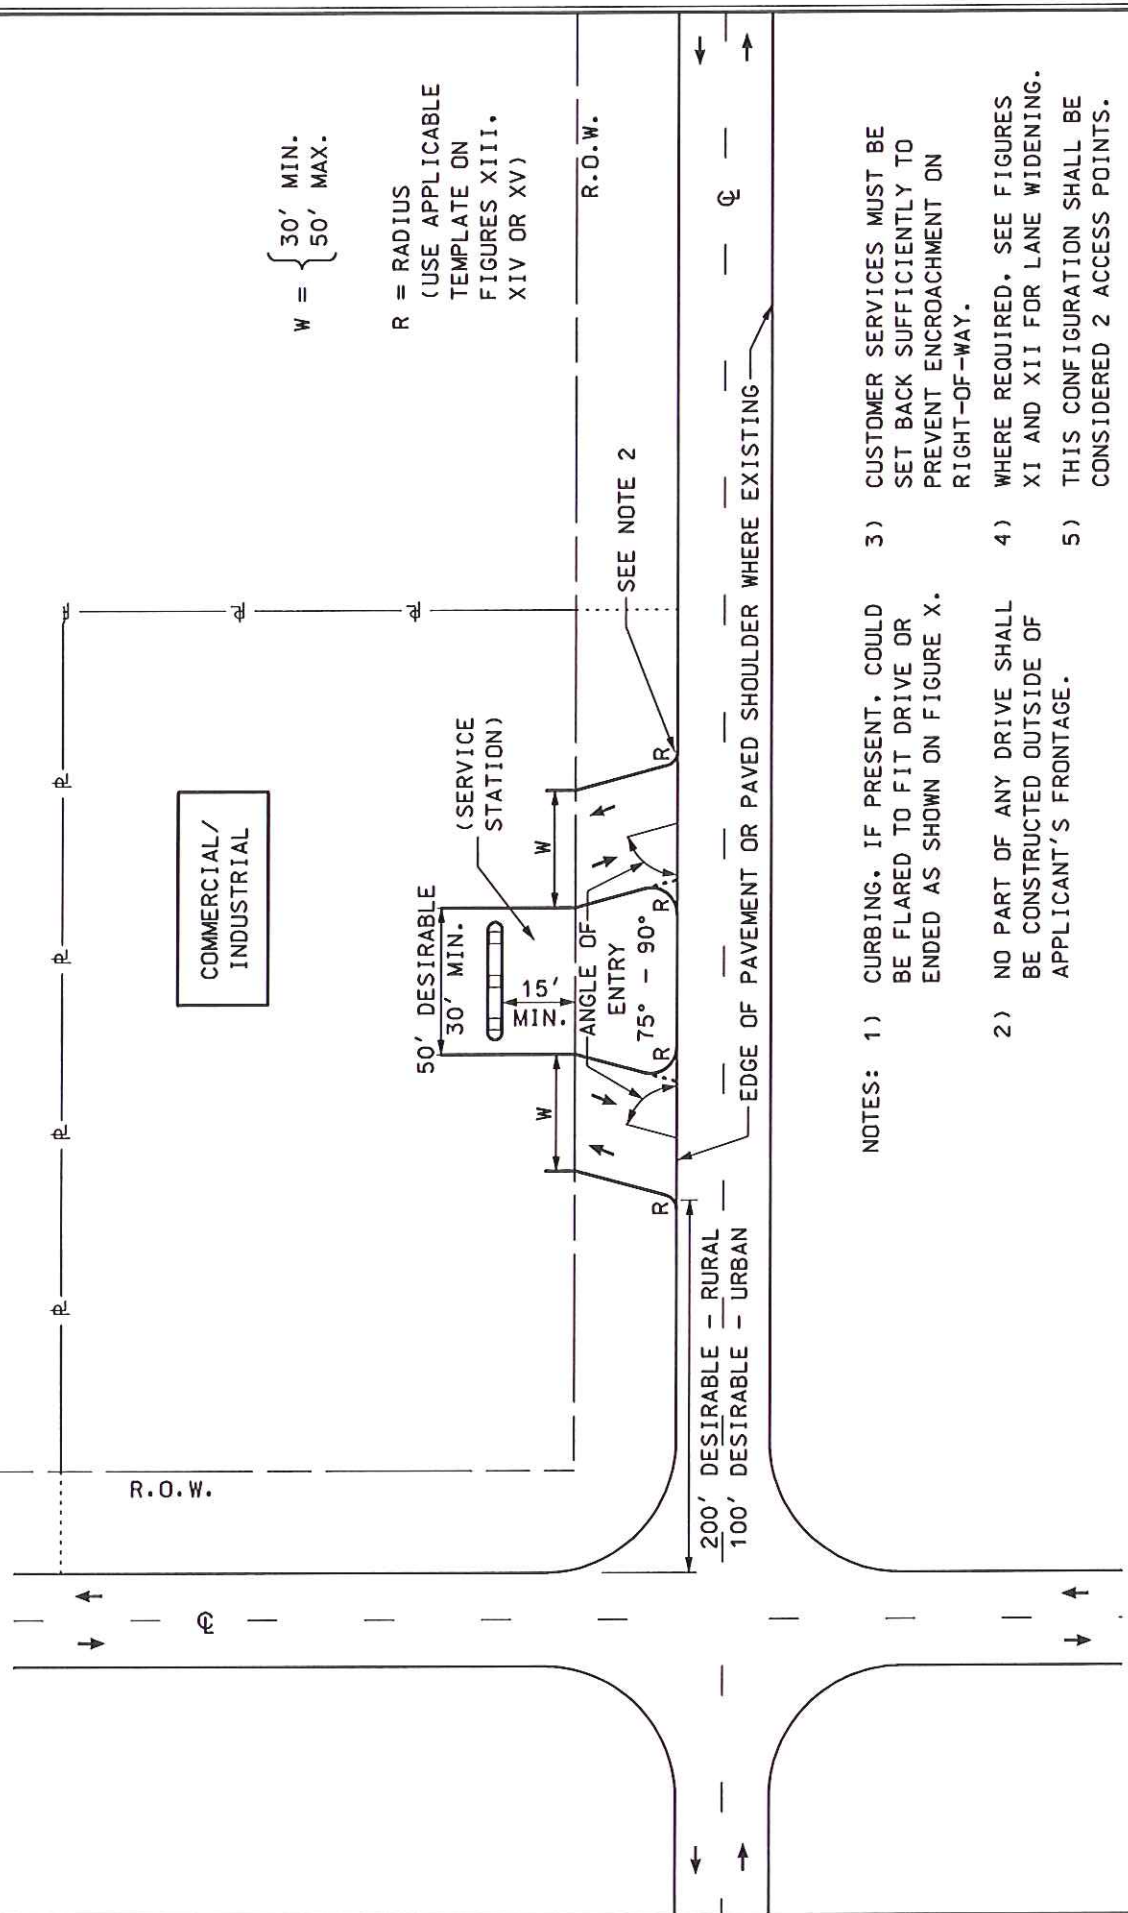 COMMERCIAL/
INDUSTRIAL
W = { 30' MIN.
50' MAX.
R = RADIUS
(USE APPLICABLE
TEMPLATE ON
FIGURES XIII,
XIV OR XV)
R.O.W.
R.O.W.
50' DESIRABLE
30' MIN.
(SERVICE
STATION)
15'
MIN.
W
W
ANGLE OF
ENTRY
75° - 90°
R
R
R
R
SEE NOTE 2
EDGE OF PAVEMENT OR PAVED SHOULDER WHERE EXISTING
200' DESIRABLE - RURAL
100' DESIRABLE - URBAN
℄
℄
⅊
⅊
⅊
⅊
⅊
⅊
NOTES: 1) CURBING, IF PRESENT, COULD
BE FLARED TO FIT DRIVE OR
ENDED AS SHOWN ON FIGURE X.
2) NO PART OF ANY DRIVE SHALL
BE CONSTRUCTED OUTSIDE OF
APPLICANT'S FRONTAGE.
3) CUSTOMER SERVICES MUST BE
SET BACK SUFFICIENTLY TO
PREVENT ENCROACHMENT ON
RIGHT-OF-WAY.
4) WHERE REQUIRED, SEE FIGURES
XI AND XII FOR LANE WIDENING.
5) THIS CONFIGURATION SHALL BE
CONSIDERED 2 ACCESS POINTS.